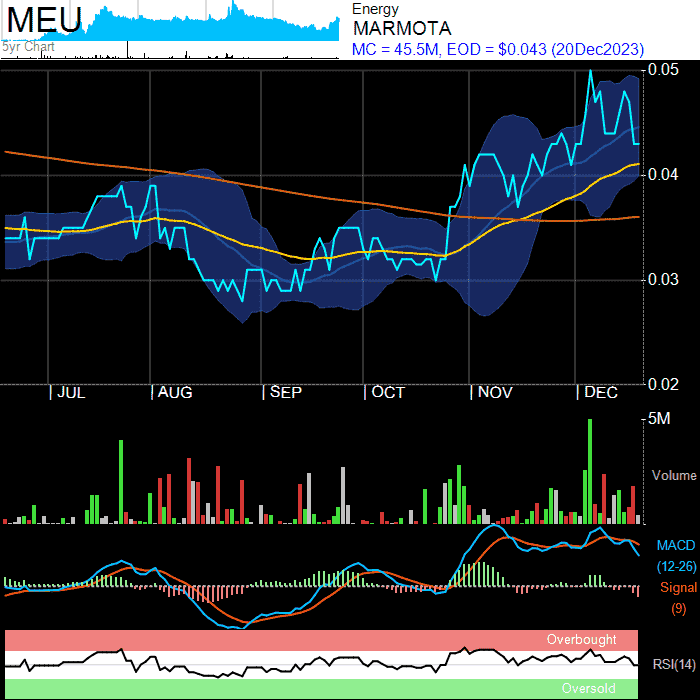 MEU
5yr Chart
Energy
MARMOTA
MC = 45.5M, EOD = $0.043 (20Dec2023)
0.05
0.04
0.03
0.02
| JUL | AUG | SEP | OCT | NOV | DEC
5M
Volume
MACD
(12-26)
Signal
(9)
Overbought
RSI(14)
Oversold